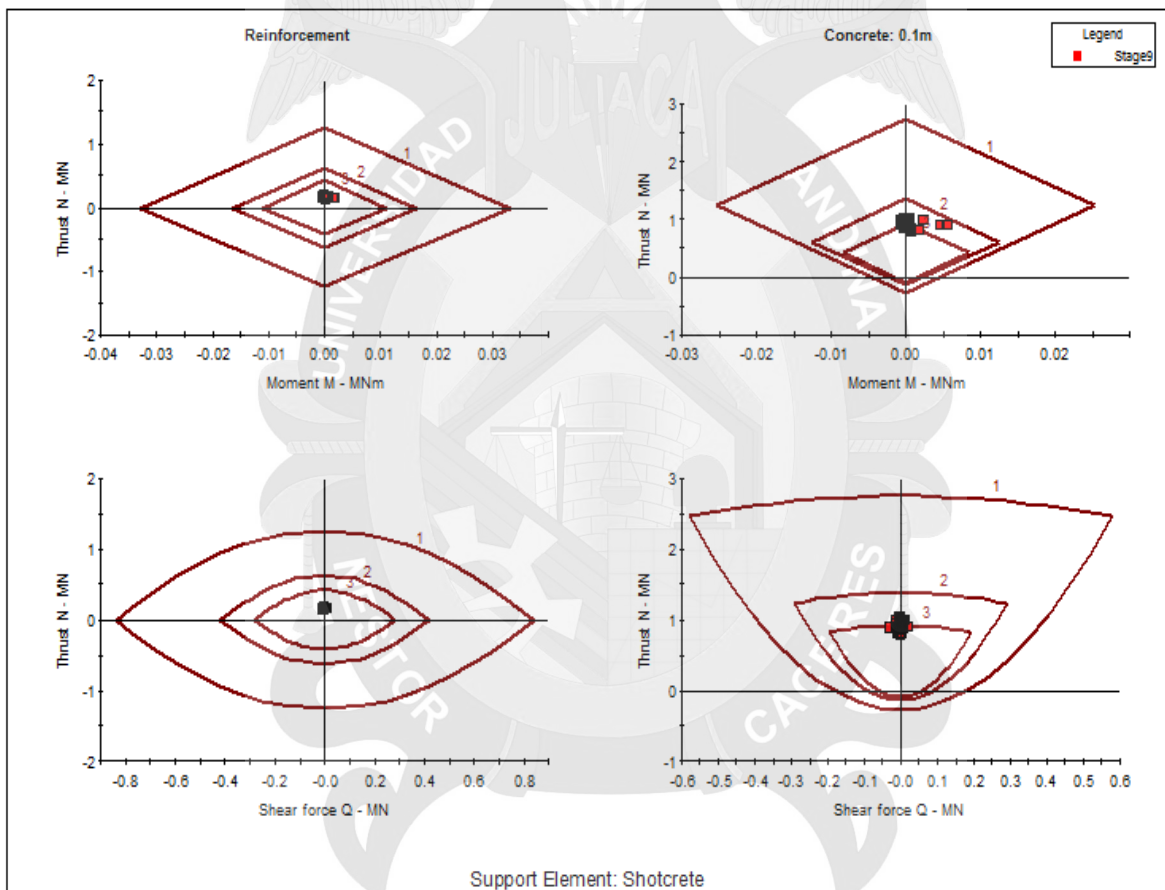 Reinforcement
Concrete: 0.1m
Legend
Stage9
2
1
0
-1
-2
Thrust N - MN
1
2
3
-0.04 -0.03 -0.01 0.00 0.01 0.03
Moment M - MNm
3
2
1
0
-1
Thrust N - MN
1
2
-0.03 -0.01 0.00 0.01 0.02
Moment M - MNm
2
1
0
-1
-2
Thrust N - MN
1
2
3
-0.8 -0.6 -0.4 -0.2 -0.0 0.2 0.4 0.6 0.8
Shear force Q - MN
3
2
1
0
-1
Thrust N - MN
1
2
3
-0.6 -0.5 -0.4 -0.3 -0.2 -0.1 -0.0 0.1 0.2 0.3 0.4 0.5 0.6
Shear force Q - MN
Support Element: Shotcrete
UNIVERSIDAD
ANDINA
NESTOR
CACERES
JULIACA